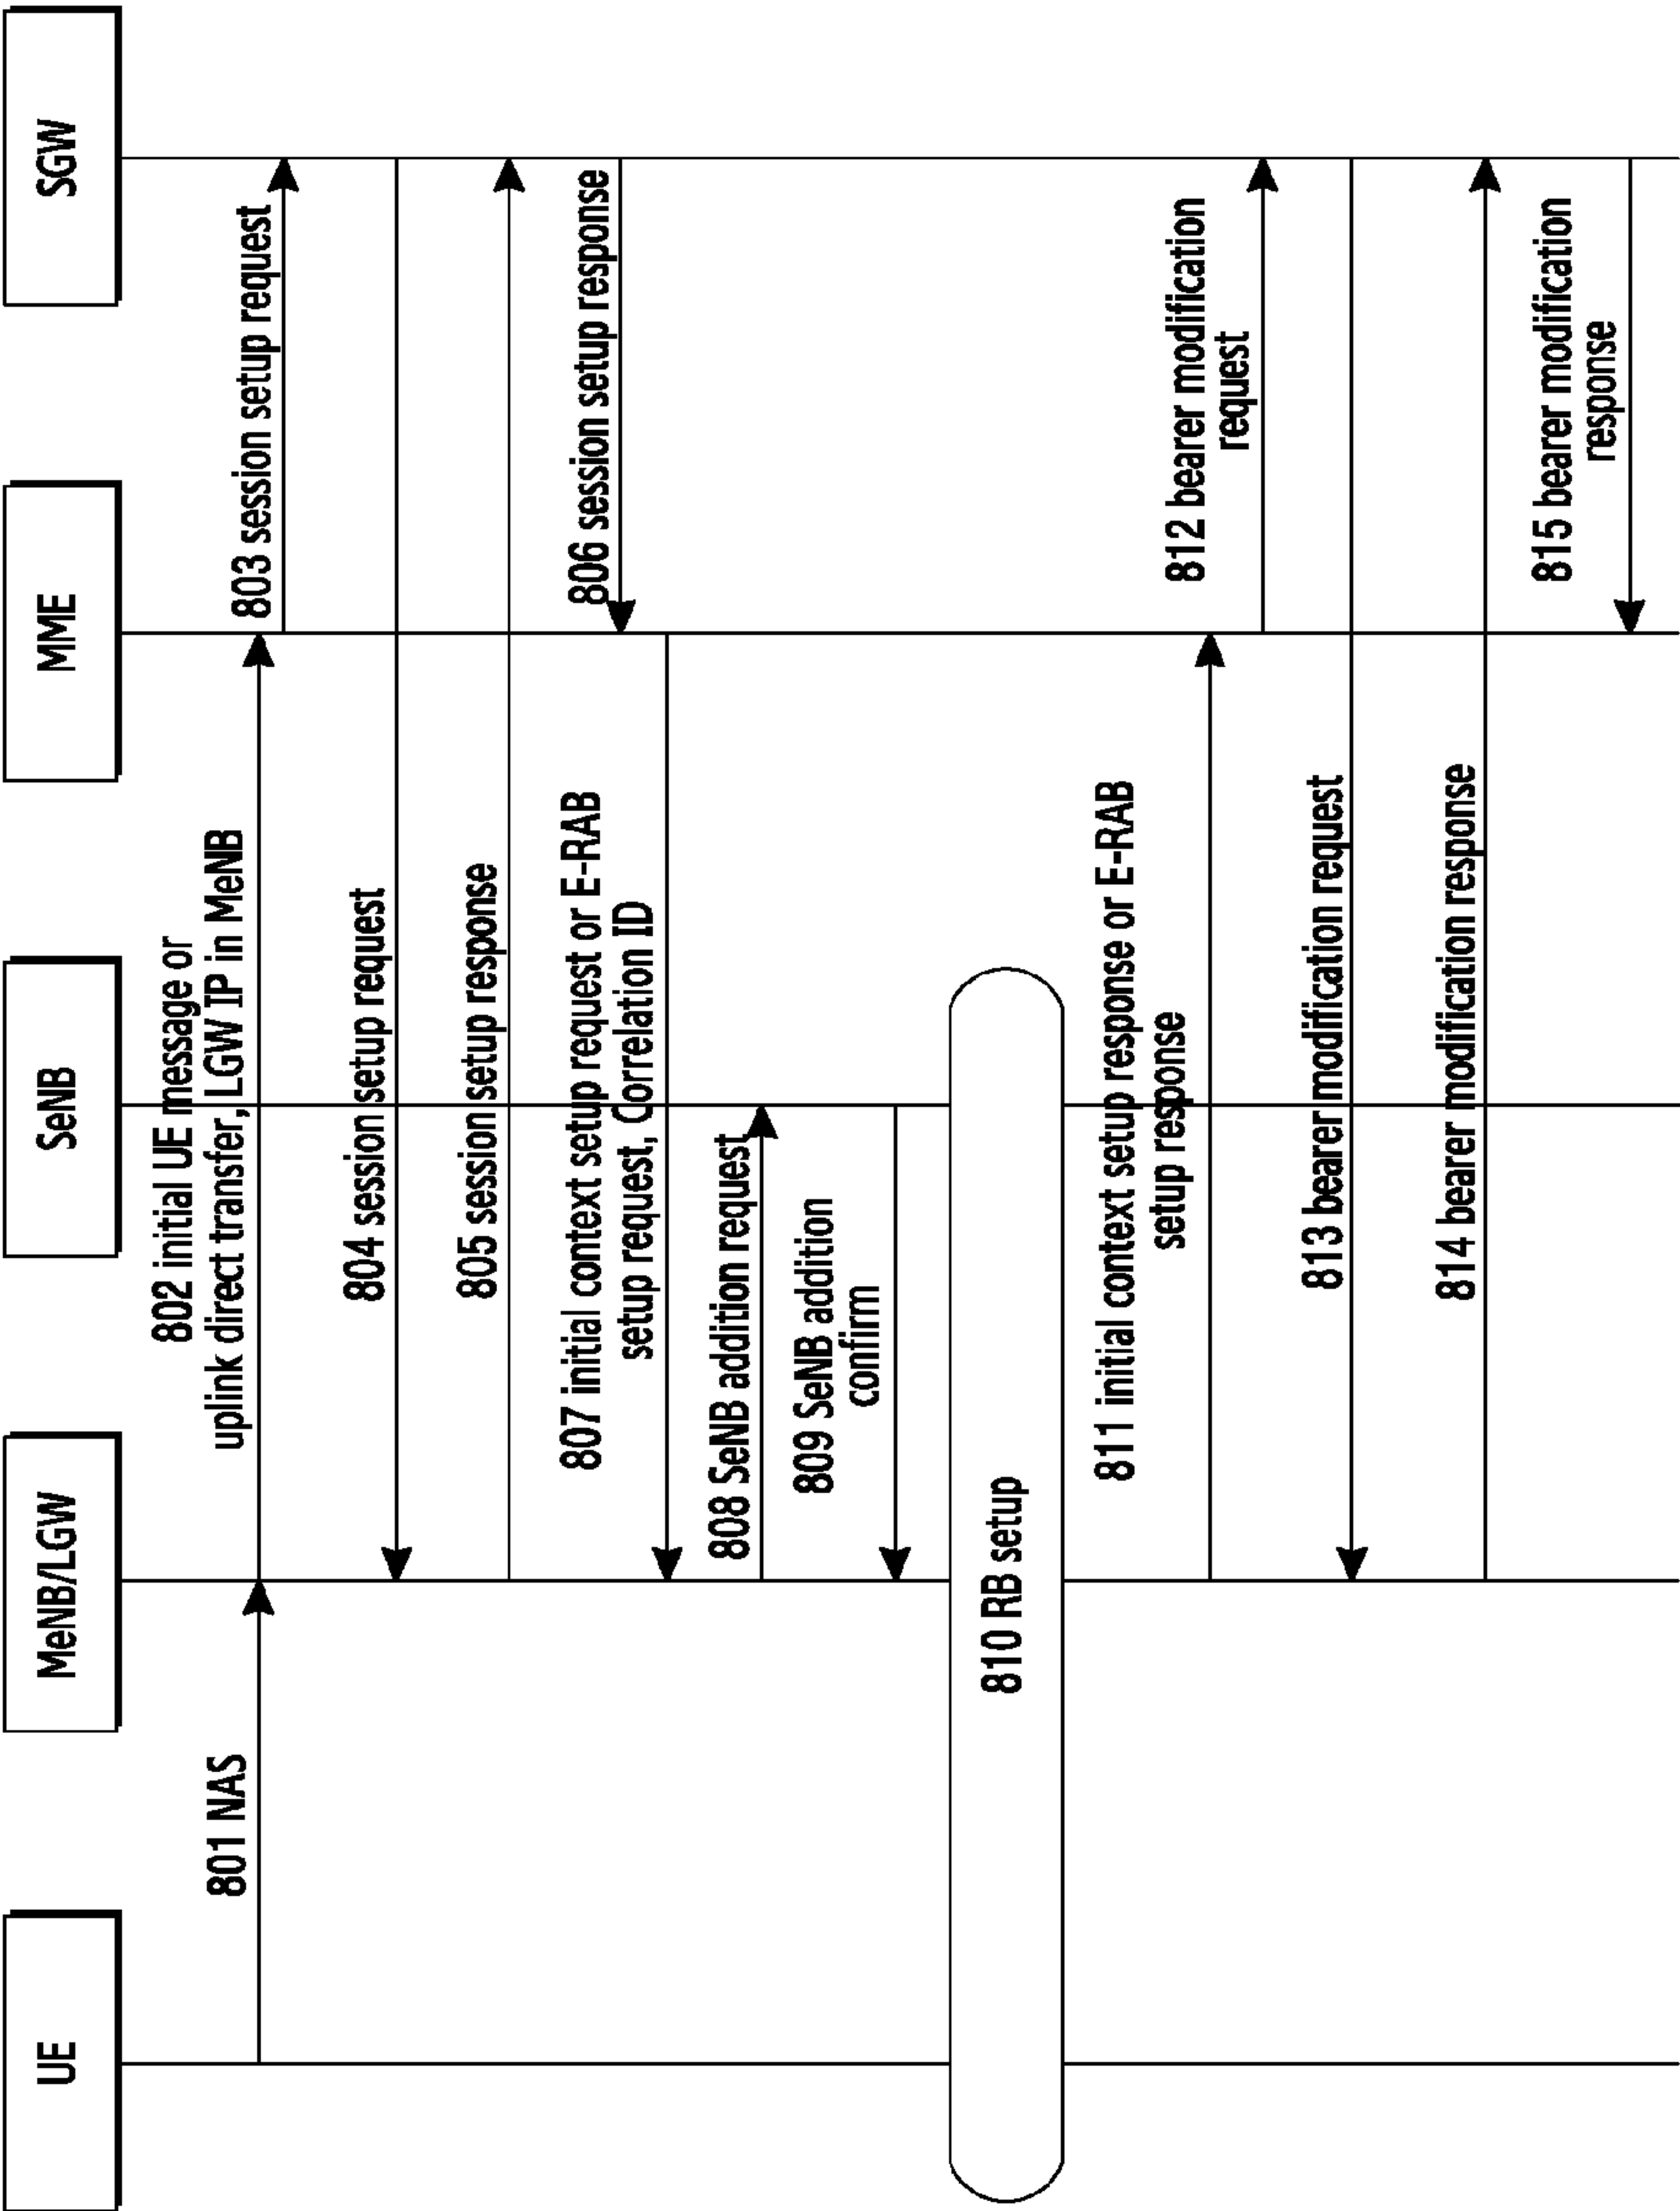 UE
MeNB/LGW
SeNB
MME
SGW
801 NAS
802 initial UE message or
uplink direct transfer, LGW IP in MeNB
803 session setup request
804 session setup request
805 session setup response
806 session setup response
807 initial context setup request or E-RAB
setup request, Correlation ID
808 SeNB addition request
809 SeNB addition
confirm
810 RB setup
811 initial context setup response or E-RAB
setup response
812 bearer modification
request
813 bearer modification request
814 bearer modification response
815 bearer modification
response